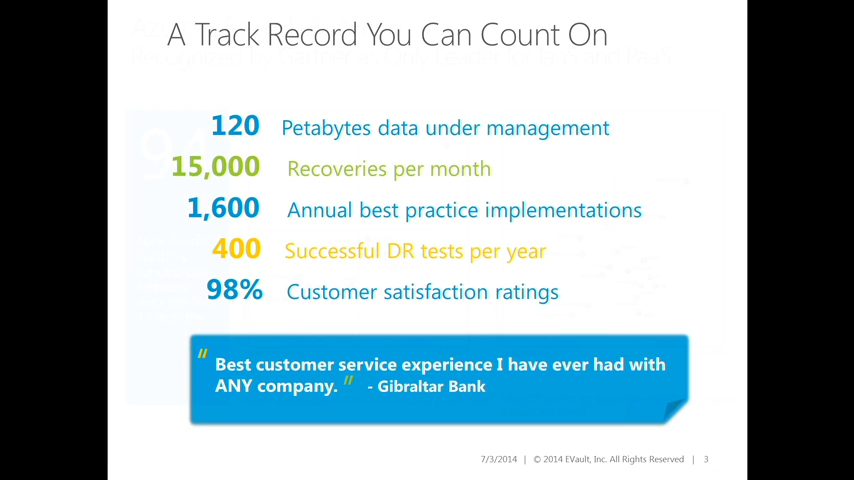 A Track Record You Can Count On
120 Petabytes data under management
15,000 Recoveries per month
1,600 Annual best practice implementations
400 Successful DR tests per year
98% Customer satisfaction ratings
" Best customer service experience I have ever had with
ANY company. " - Gibraltar Bank
7/3/2014 | © 2014 EVault, Inc. All Rights Reserved | 3